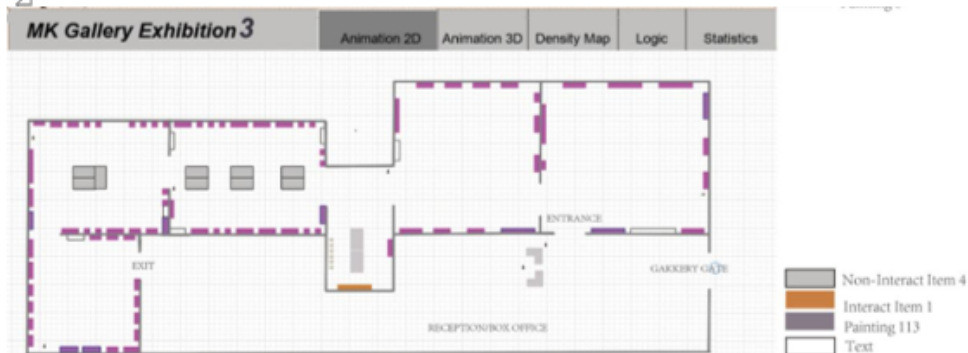 MK Gallery Exhibition 3
Animation 2D
Animation 3D
Density Map
Logic
Statistics
ENTRANCE
EXIT
GAKKERY GATE
RECEPTION/BOX OFFICE
Non-Interact Item 4
Interact Item 1
Painting 113
Text